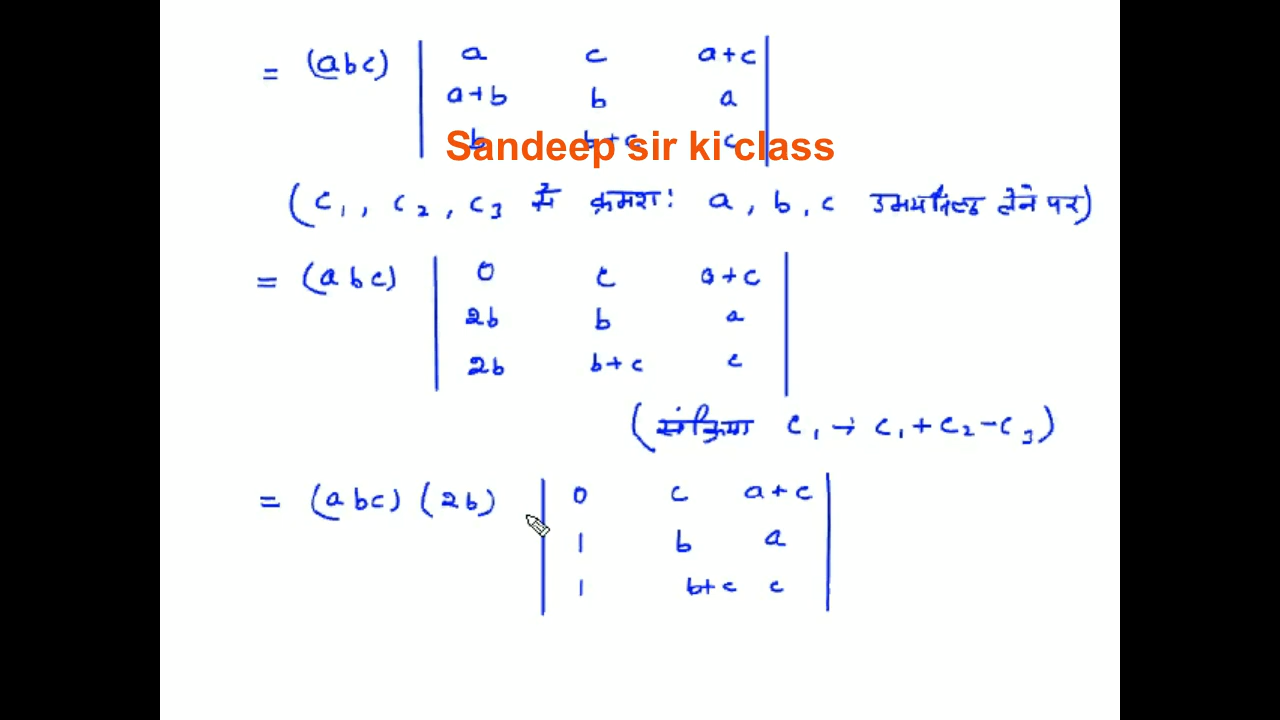 = (abc) | a c a+c |
| a+b b a |
| b b+c c |
Sandeep sir ki class
(C₁, C₂, C₃ से क्रमशः a, b, c उभयनिष्ठ लेने पर)
= (abc) | 0 c a+c |
| 2b b a |
| 2b b+c c |
(संक्रिया C₁ → C₁ + C₂ − C₃)
= (abc) (2b) | 0 c a+c |
| 1 b a |
| 1 b+c c |